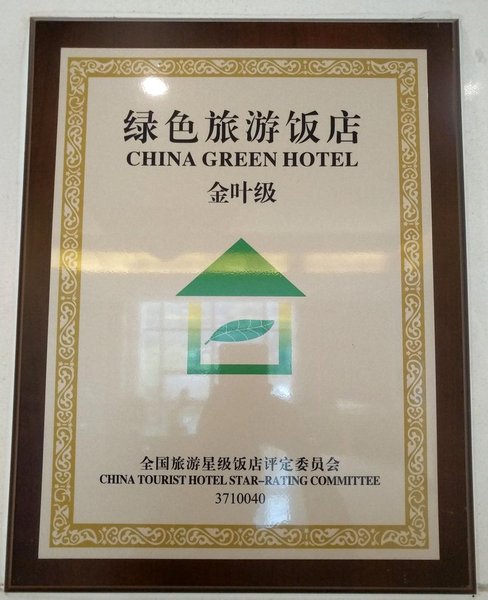 绿色旅游饭店
CHINA GREEN HOTEL
金叶级
全国旅游星级饭店评定委员会
CHINA TOURIST HOTEL STAR-RATING COMMITTEE
3710040